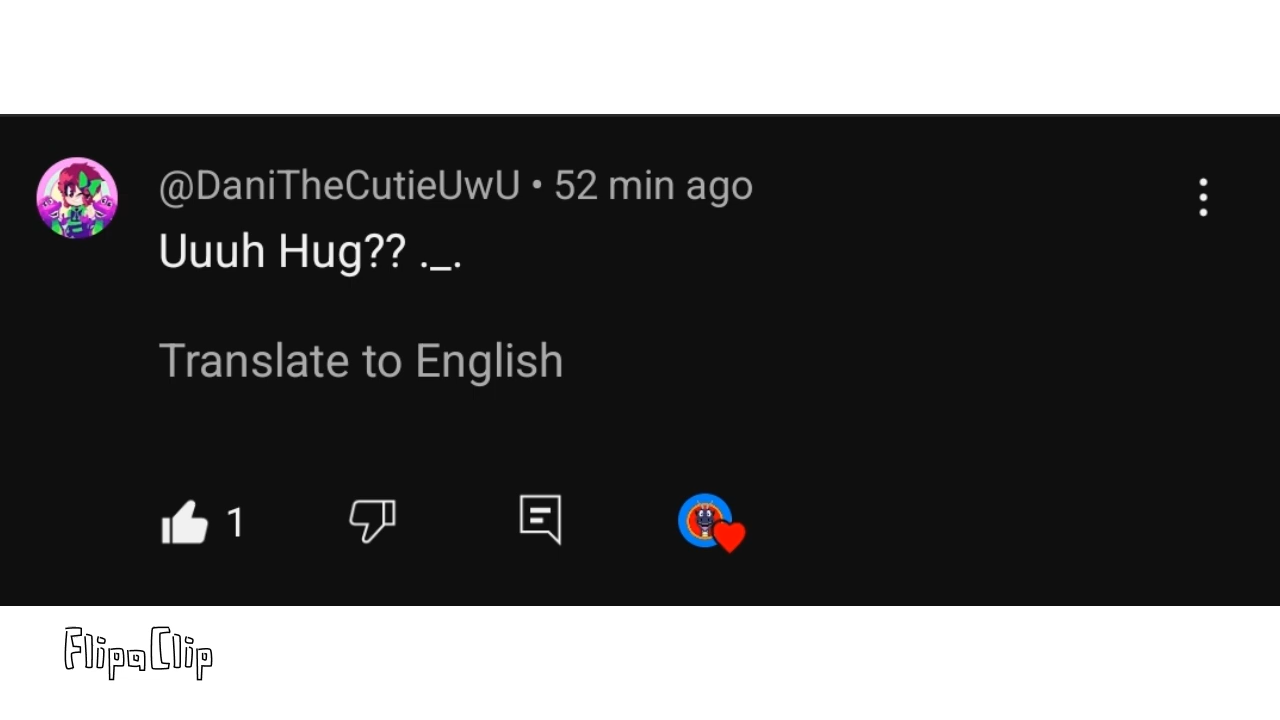 @DaniTheCutieUwU • 52 min ago
Uuuh Hug?? ._.
Translate to English
1
FlipaClip